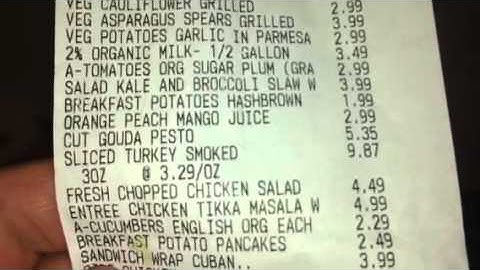 VEG CAULIFLOWER GRILLED 2.99
VEG ASPARAGUS SPEARS GRILLED 3.99
VEG POTATOES GARLIC IN PARMESA 2.99
2% ORGANIC MILK- 1/2 GALLON 3.49
A-TOMATOES ORG SUGAR PLUM (GRA 2.99
SALAD KALE AND BROCCOLI SLAW W 3.99
BREAKFAST POTATOES HASHBROWN 1.99
ORANGE PEACH MANGO JUICE 2.99
CUT GOUDA PESTO 5.35
SLICED TURKEY SMOKED 9.87
3OZ @ 3.29/OZ
FRESH CHOPPED CHICKEN SALAD 4.49
ENTREE CHICKEN TIKKA MASALA W 4.99
A-CUCUMBERS ENGLISH ORG EACH 2.29
BREAKFAST POTATO PANCAKES 2.49
SANDWICH WRAP CUBAN.. 3.99